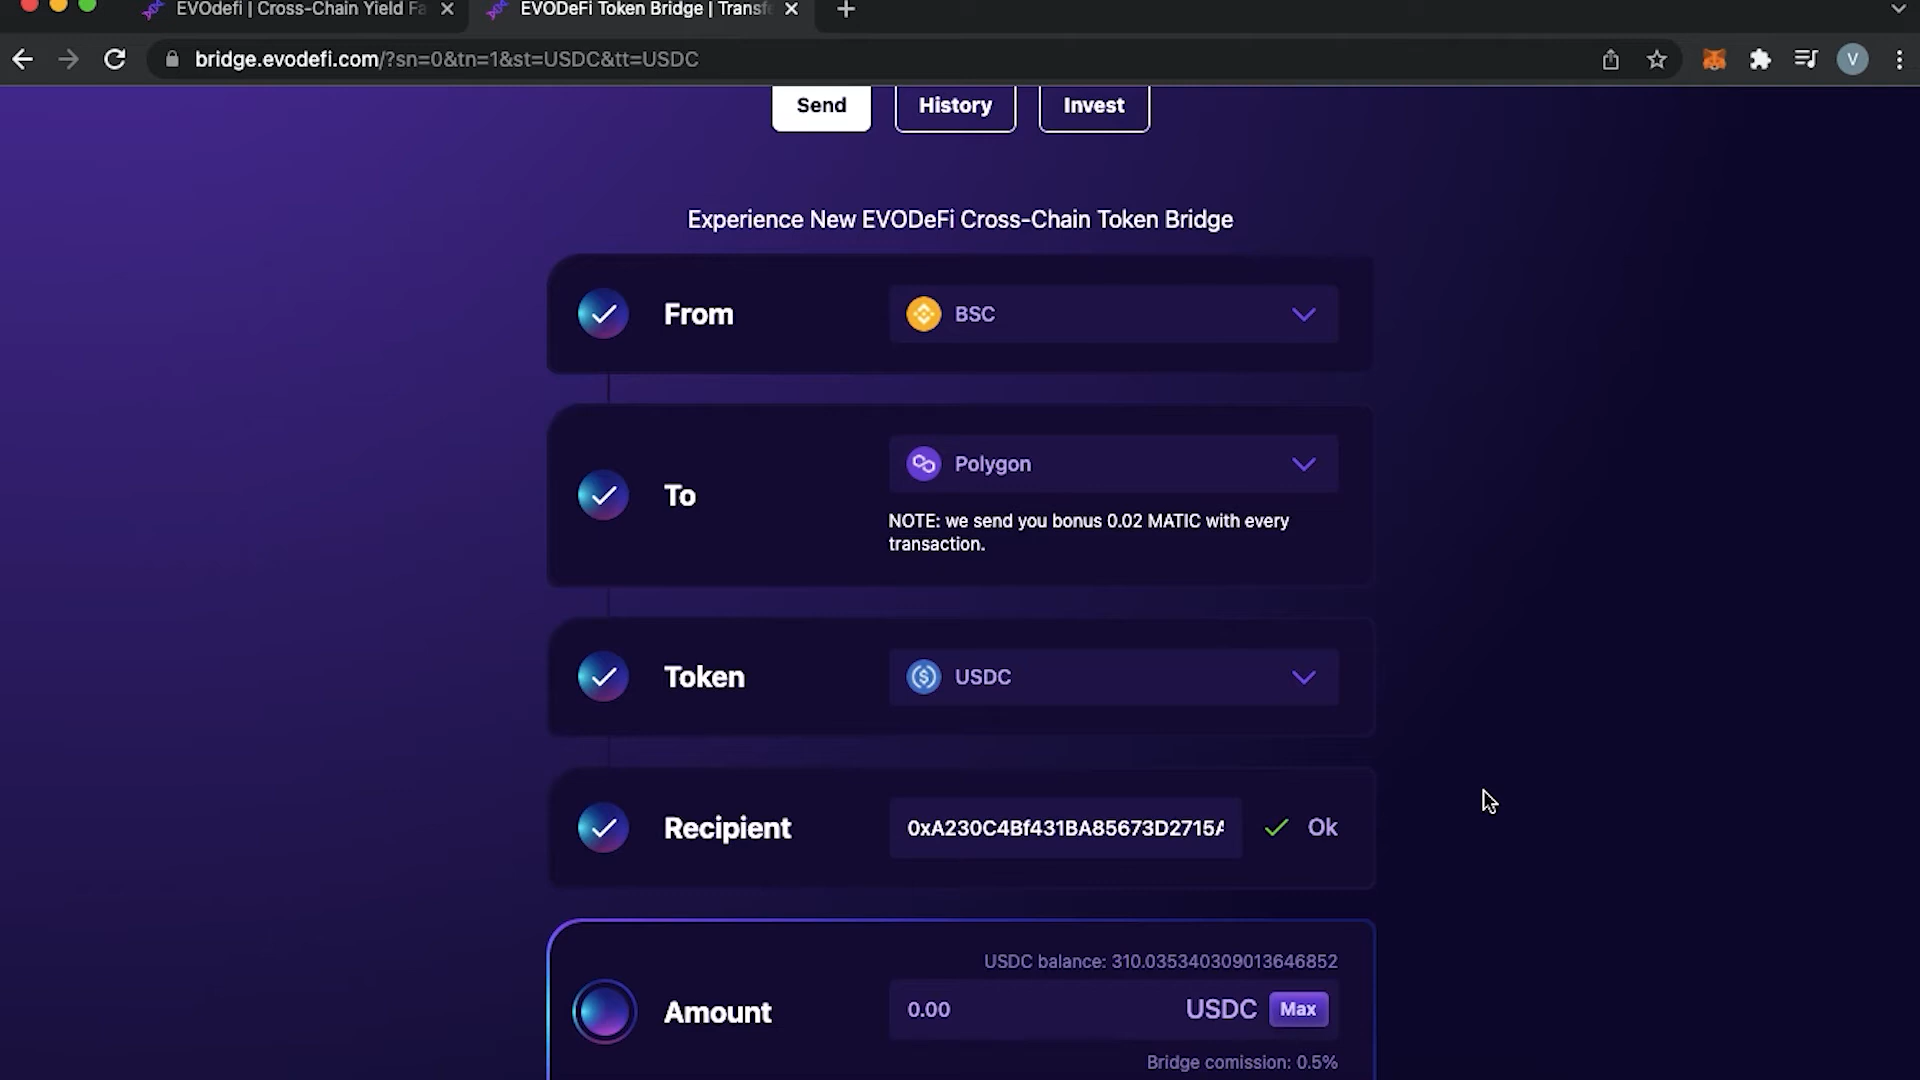 EVOdefi | Cross-Chain Yield Fa
EVODeFi Token Bridge | Transfe
bridge.evodefi.com/?sn=0&tn=1&st=USDC&tt=USDC
V
Send
History
Invest
Experience New EVODeFi Cross-Chain Token Bridge
From
BSC
To
Polygon
NOTE: we send you bonus 0.02 MATIC with every
transaction.
Token
USDC
Recipient
0xA230C4Bf431BA85673D2715A
Ok
USDC balance: 310.035340309013646852
Amount
0.00
USDC
Max
Bridge comission: 0.5%